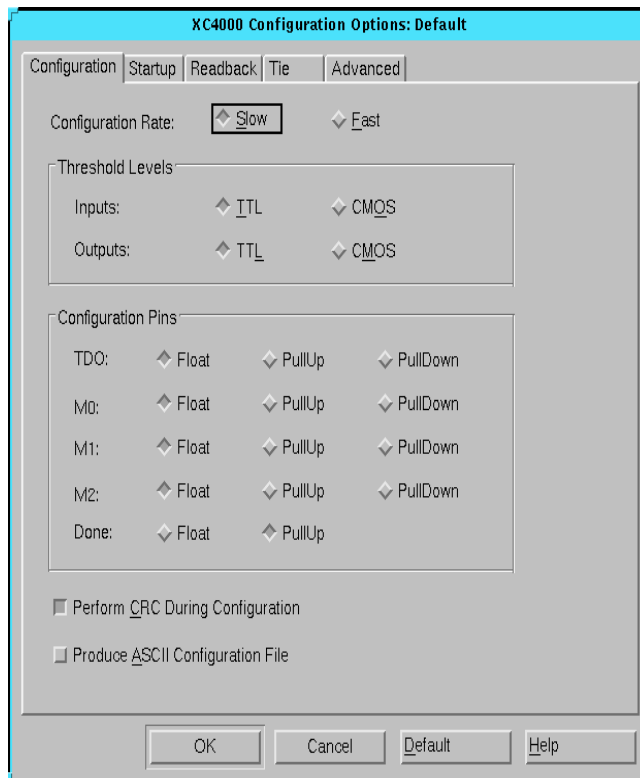 XC4000 Configuration Options: Default
Configuration Startup Readback Tie Advanced
Configuration Rate: Slow Fast
Threshold Levels
Inputs: TTL CMOS
Outputs: TTL CMOS
Configuration Pins
TDO: Float PullUp PullDown
M0: Float PullUp PullDown
M1: Float PullUp PullDown
M2: Float PullUp PullDown
Done: Float PullUp
Perform CRC During Configuration
Produce ASCII Configuration File
OK Cancel Default Help